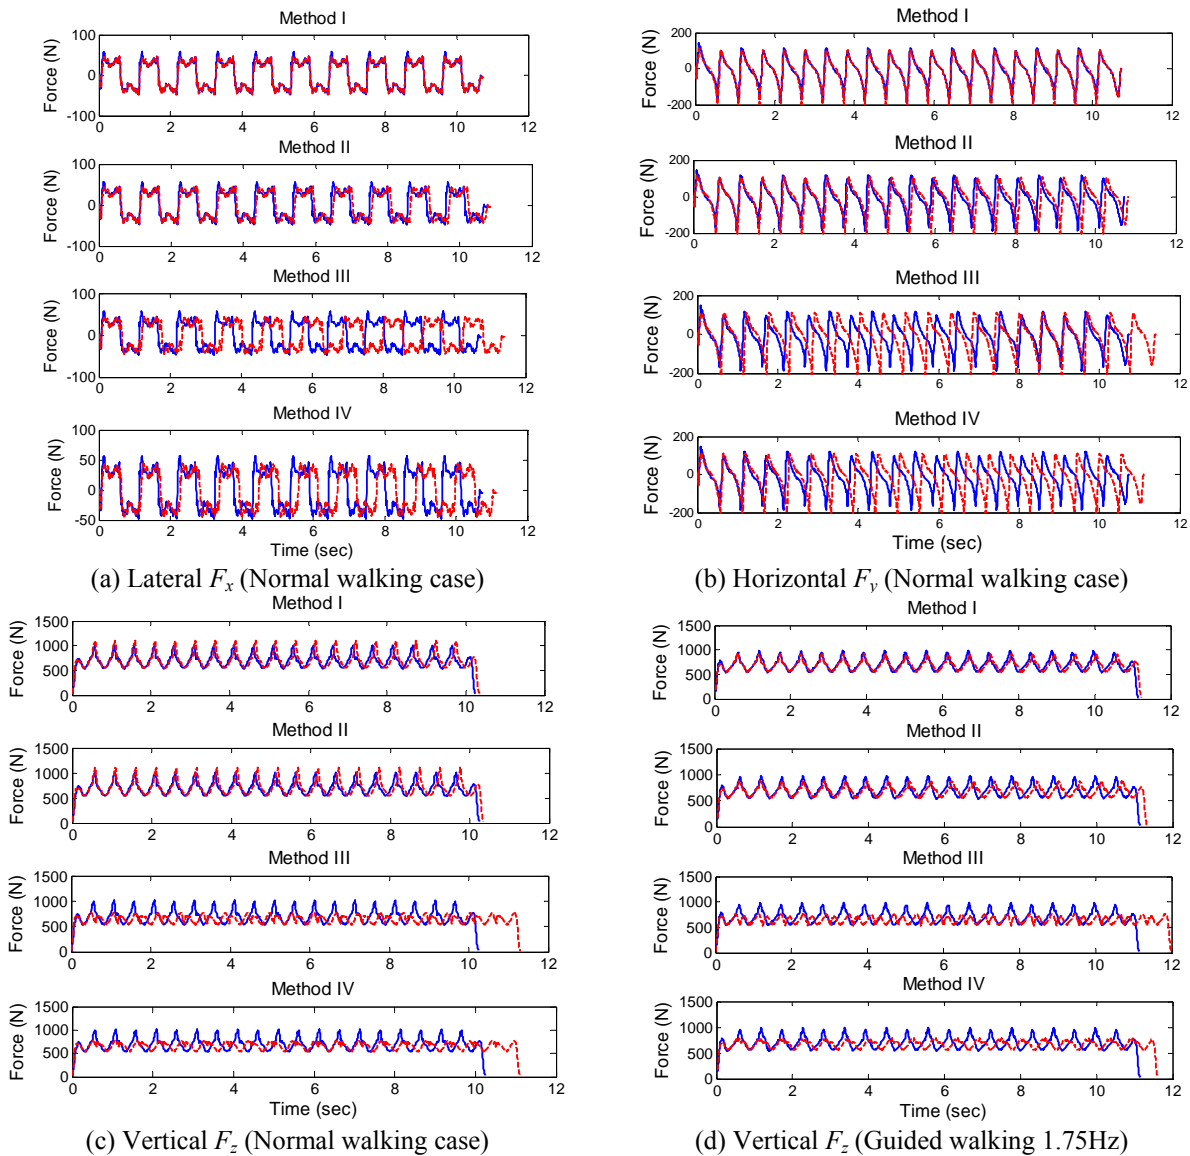 Method I
Force (N)
100
0
-100
0 2 4 6 8 10 12
Method II
Force (N)
100
0
-100
0 2 4 6 8 10 12
Method III
Force (N)
100
0
-100
0 2 4 6 8 10 12
Method IV
Force (N)
100
50
0
-50
0 2 4 6 8 10 12
Time (sec)
(a) Lateral Fx (Normal walking case)
Method I
Force (N)
200
0
-200
0 2 4 6 8 10 12
Method II
Force (N)
200
0
-200
0 2 4 6 8 10 12
Method III
Force (N)
200
0
-200
0 2 4 6 8 10 12
Method IV
Force (N)
200
0
-200
0 2 4 6 8 10 12
Time (sec)
(b) Horizontal Fy (Normal walking case)
Method I
Force (N)
1500
1000
500
0
0 2 4 6 8 10 12
Method II
Force (N)
1500
1000
500
0
0 2 4 6 8 10 12
Method III
Force (N)
1500
1000
500
0
0 2 4 6 8 10 12
Method IV
Force (N)
1500
1000
500
0
0 2 4 6 8 10 12
Time (sec)
(c) Vertical Fz (Normal walking case)
Method I
Force (N)
1500
1000
500
0
0 2 4 6 8 10 12
Method II
Force (N)
1500
1000
500
0
0 2 4 6 8 10 12
Method III
Force (N)
1500
1000
500
0
0 2 4 6 8 10 12
Method IV
Force (N)
1500
1000
500
0
0 2 4 6 8 10 12
Time (sec)
(d) Vertical Fz (Guided walking 1.75Hz)